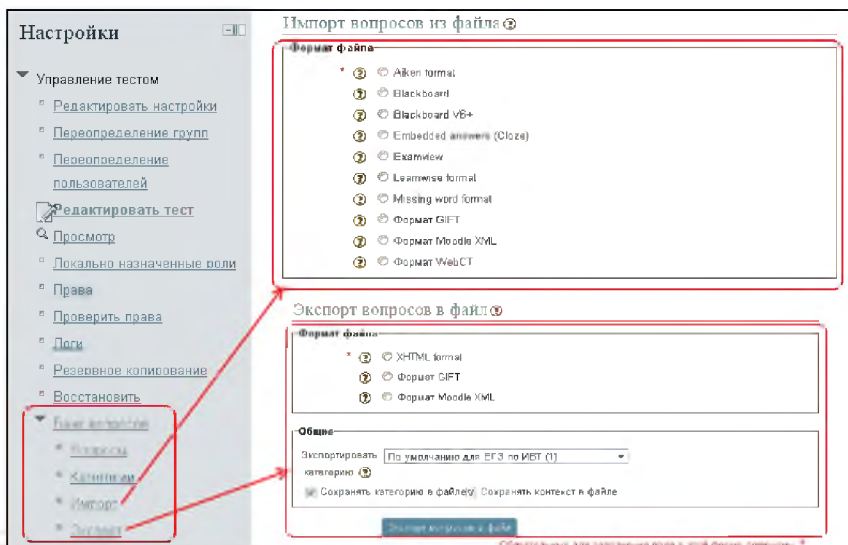 Настройки
Управление тестом
Редактировать настройки
Переопределение групп
Переопределение
пользователей
Редактировать тест
Просмотр
Локально назначенные роли
Права
Проверить права
Логи
Резервное копирование
Восстановить
Банк вопросов
Вопросы
Категории
Импорт
Экспорт
Импорт вопросов из файла
Формат файла
* Aiken format
Blackboard
Blackboard V6+
Embedded answers (Cloze)
Examview
Learnwise format
Missing word format
Формат GIFT
Формат Moodle XML
Формат WebCT
Экспорт вопросов в файл
Формат файла
* XHTML format
Формат GIFT
Формат Moodle XML
Общие
Экспортировать По умолчанию для ЕГЭ по ИВТ (1)
категорию
Сохранять категорию в файле Сохранять контекст в файле
Экспорт вопросов в файл